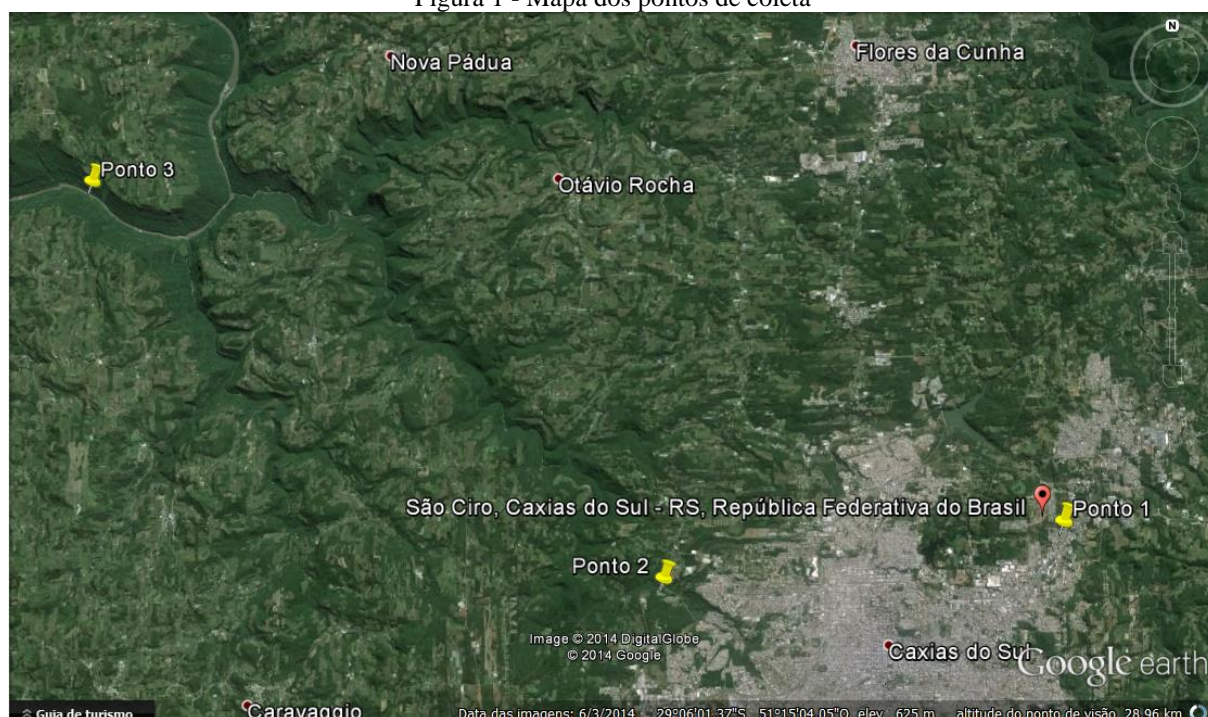 Figura 1 - Mapa dos pontos de coleta
N
Nova Pádua
Flores da Cunha
Ponto 3
Otávio Rocha
São Ciro, Caxias do Sul - RS, República Federativa do Brasil
Ponto 1
Ponto 2
Image © 2014 DigitalGlobe
© 2014 Google
Caxias do Sul
Google earth
Caravaggio
Guia de turismo
Data das imagens: 6/3/2014 29°06'01.37"S 51°15'04.05"O elev 625 m altitude do ponto de visão 28.96 km